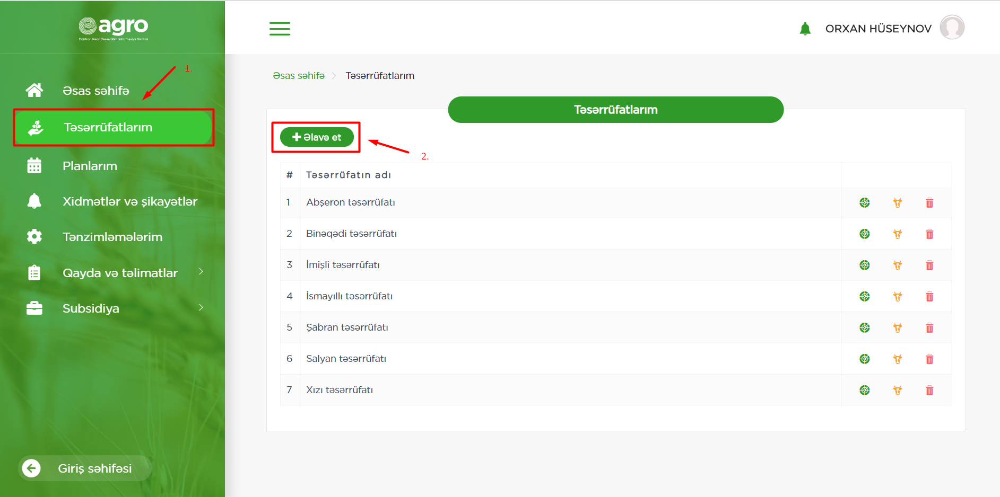 agro
Elektron Kənd Təsərrüfatı İnformasiya Sistemi
ORXAN HÜSEYNOV
1.
Əsas səhifə
Təsərrüfatlarım
Planlarım
Xidmətlər və şikayətlər
Tənzimləmələrim
Qayda və təlimatlar
Subsidiya
Giriş səhifəsi
Əsas səhifə > Təsərrüfatlarım
Təsərrüfatlarım
Əlavə et
2.
# Təsərrüfatın adı
1 Abşeron təsərrüfatı
2 Binəqədi təsərrüfatı
3 İmişli təsərrüfatı
4 İsmayıllı təsərrüfatı
5 Şabran təsərrüfatı
6 Salyan təsərrüfatı
7 Xızı təsərrüfatı